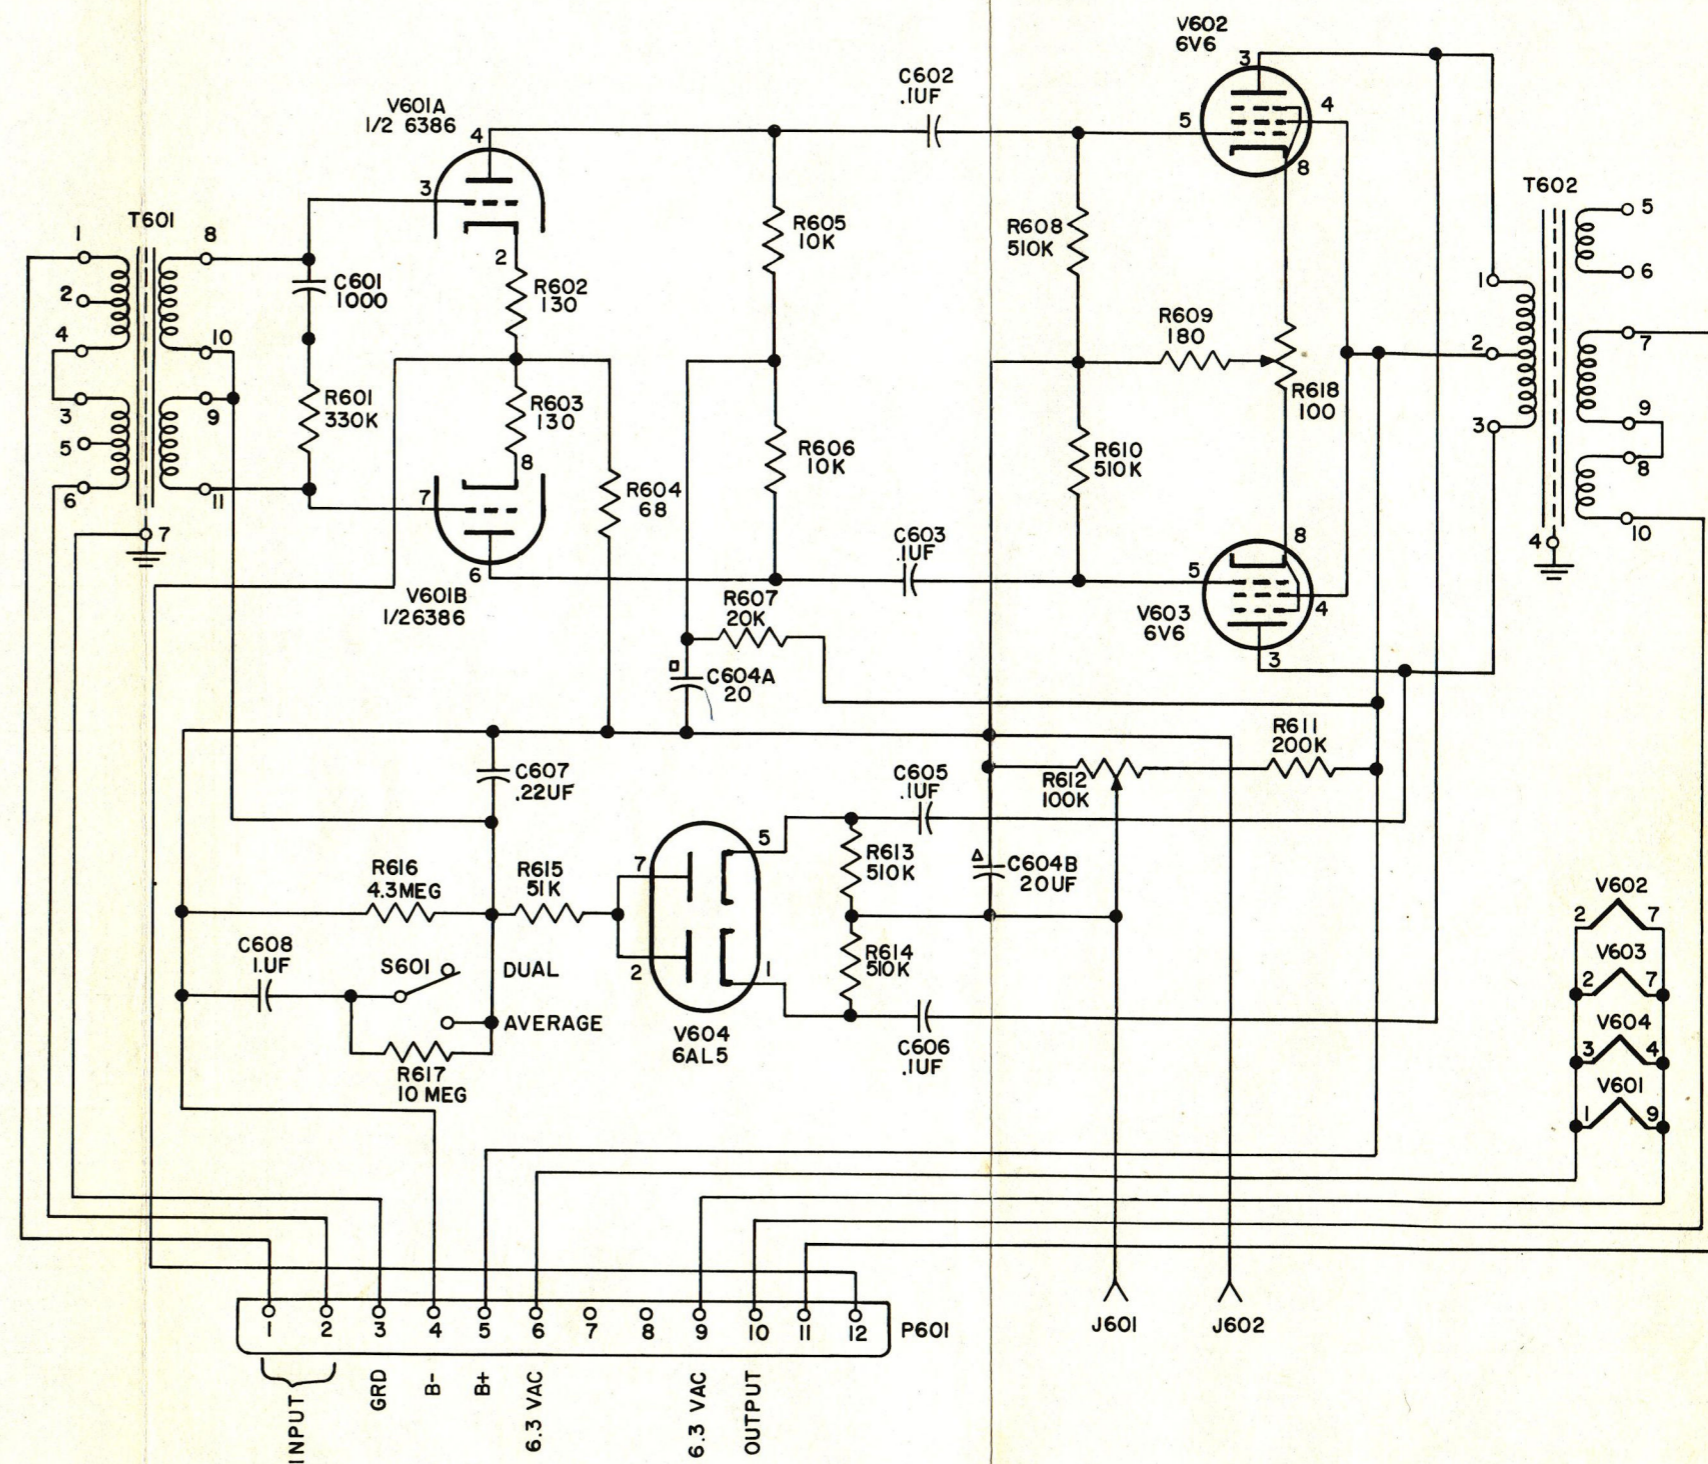 V602
6V6
3
4
5
8
C602
.1UF
V601A
1/2 6386
4
3
2
T601
1
8
2
4
10
3
9
5
6
11
7
C601
1000
R601
330K
R602
130
R603
130
8
7
6
V601B
1/26386
R604
68
R605
10K
R606
10K
R608
510K
R609
180
R618
100
R610
510K
C603
.1UF
R607
20K
C604A
20
8
5
4
3
V603
6V6
T602
5
6
1
2
3
7
9
8
10
4
C607
.22UF
R611
200K
R612
100K
C605
.1UF
R616
4.3MEG
R615
51K
7
5
2
1
V604
6AL5
R613
510K
R614
510K
C604B
20UF
C608
1.UF
S601
DUAL
AVERAGE
R617
10 MEG
C606
.1UF
V602
2 7
V603
2 7
V604
3 4
V601
1 9
J601
J602
1 2 3 4 5 6 7 8 9 10 11 12
P601
INPUT
GRD
B-
B+
6.3 VAC
6.3 VAC
OUTPUT